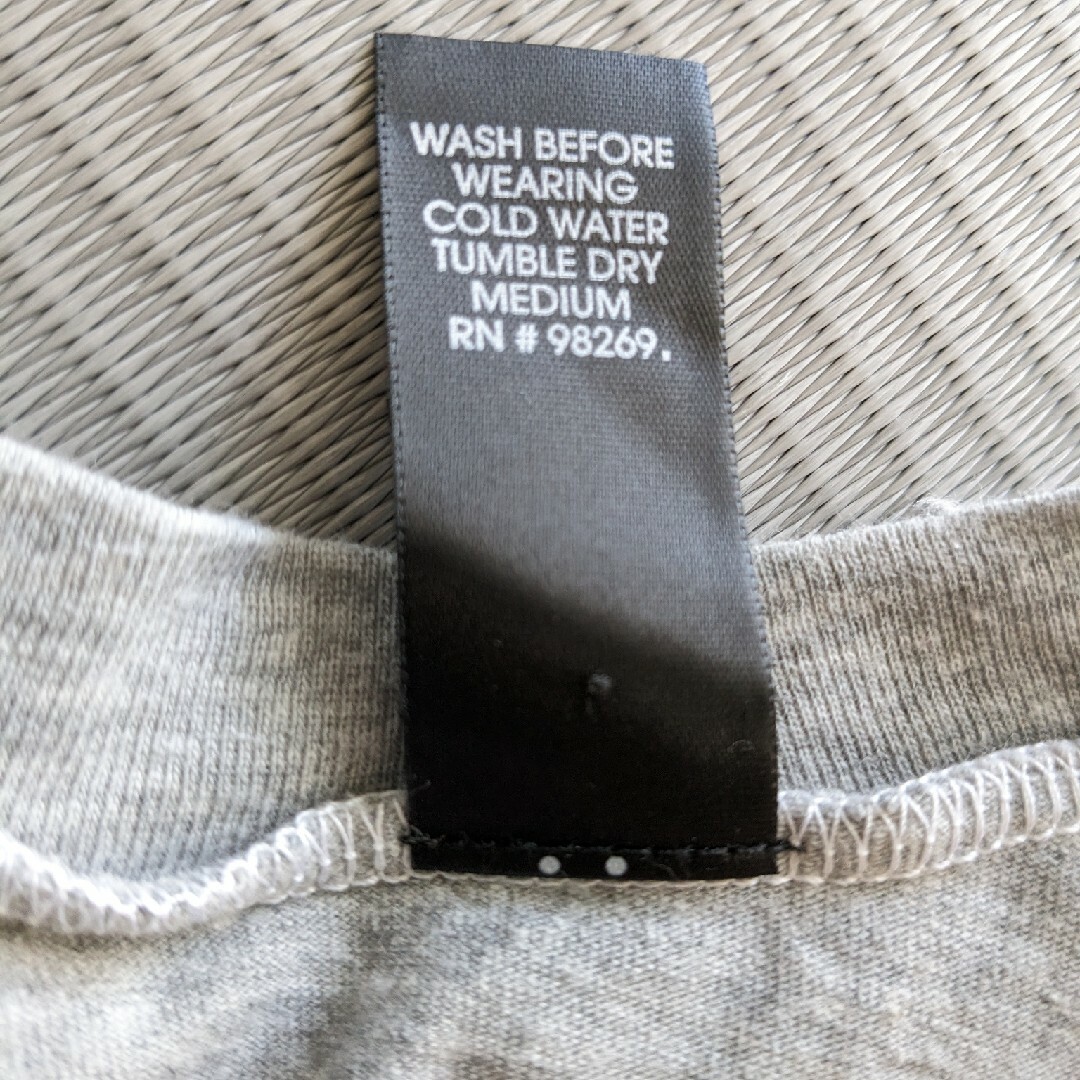 WASH BEFORE
WEARING
COLD WATER
TUMBLE DRY
MEDIUM
RN # 98269.